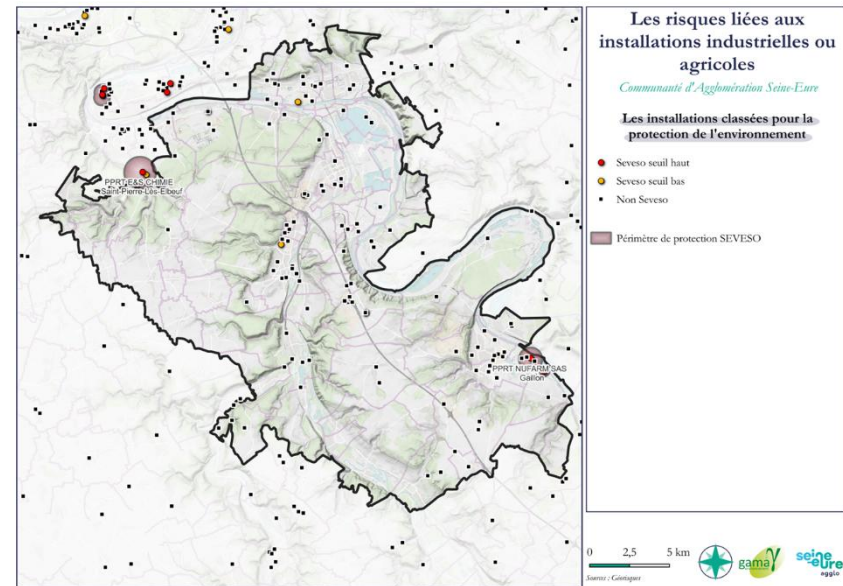 Les risques liées aux
installations industrielles ou
agricoles
Communauté d'Agglomération Seine-Eure
Les installations classées pour la
protection de l'environnement
Seveso seuil haut
Seveso seuil bas
Non Seveso
Périmètre de protection SEVESO
PPRT E&S CHIMIE
Saint-Pierre-Lès-Elbeuf
PPRT NUFARM SAS
Gaillon
0 2,5 5 km
Sources : Géorisques
gama
seine
eure
agglo